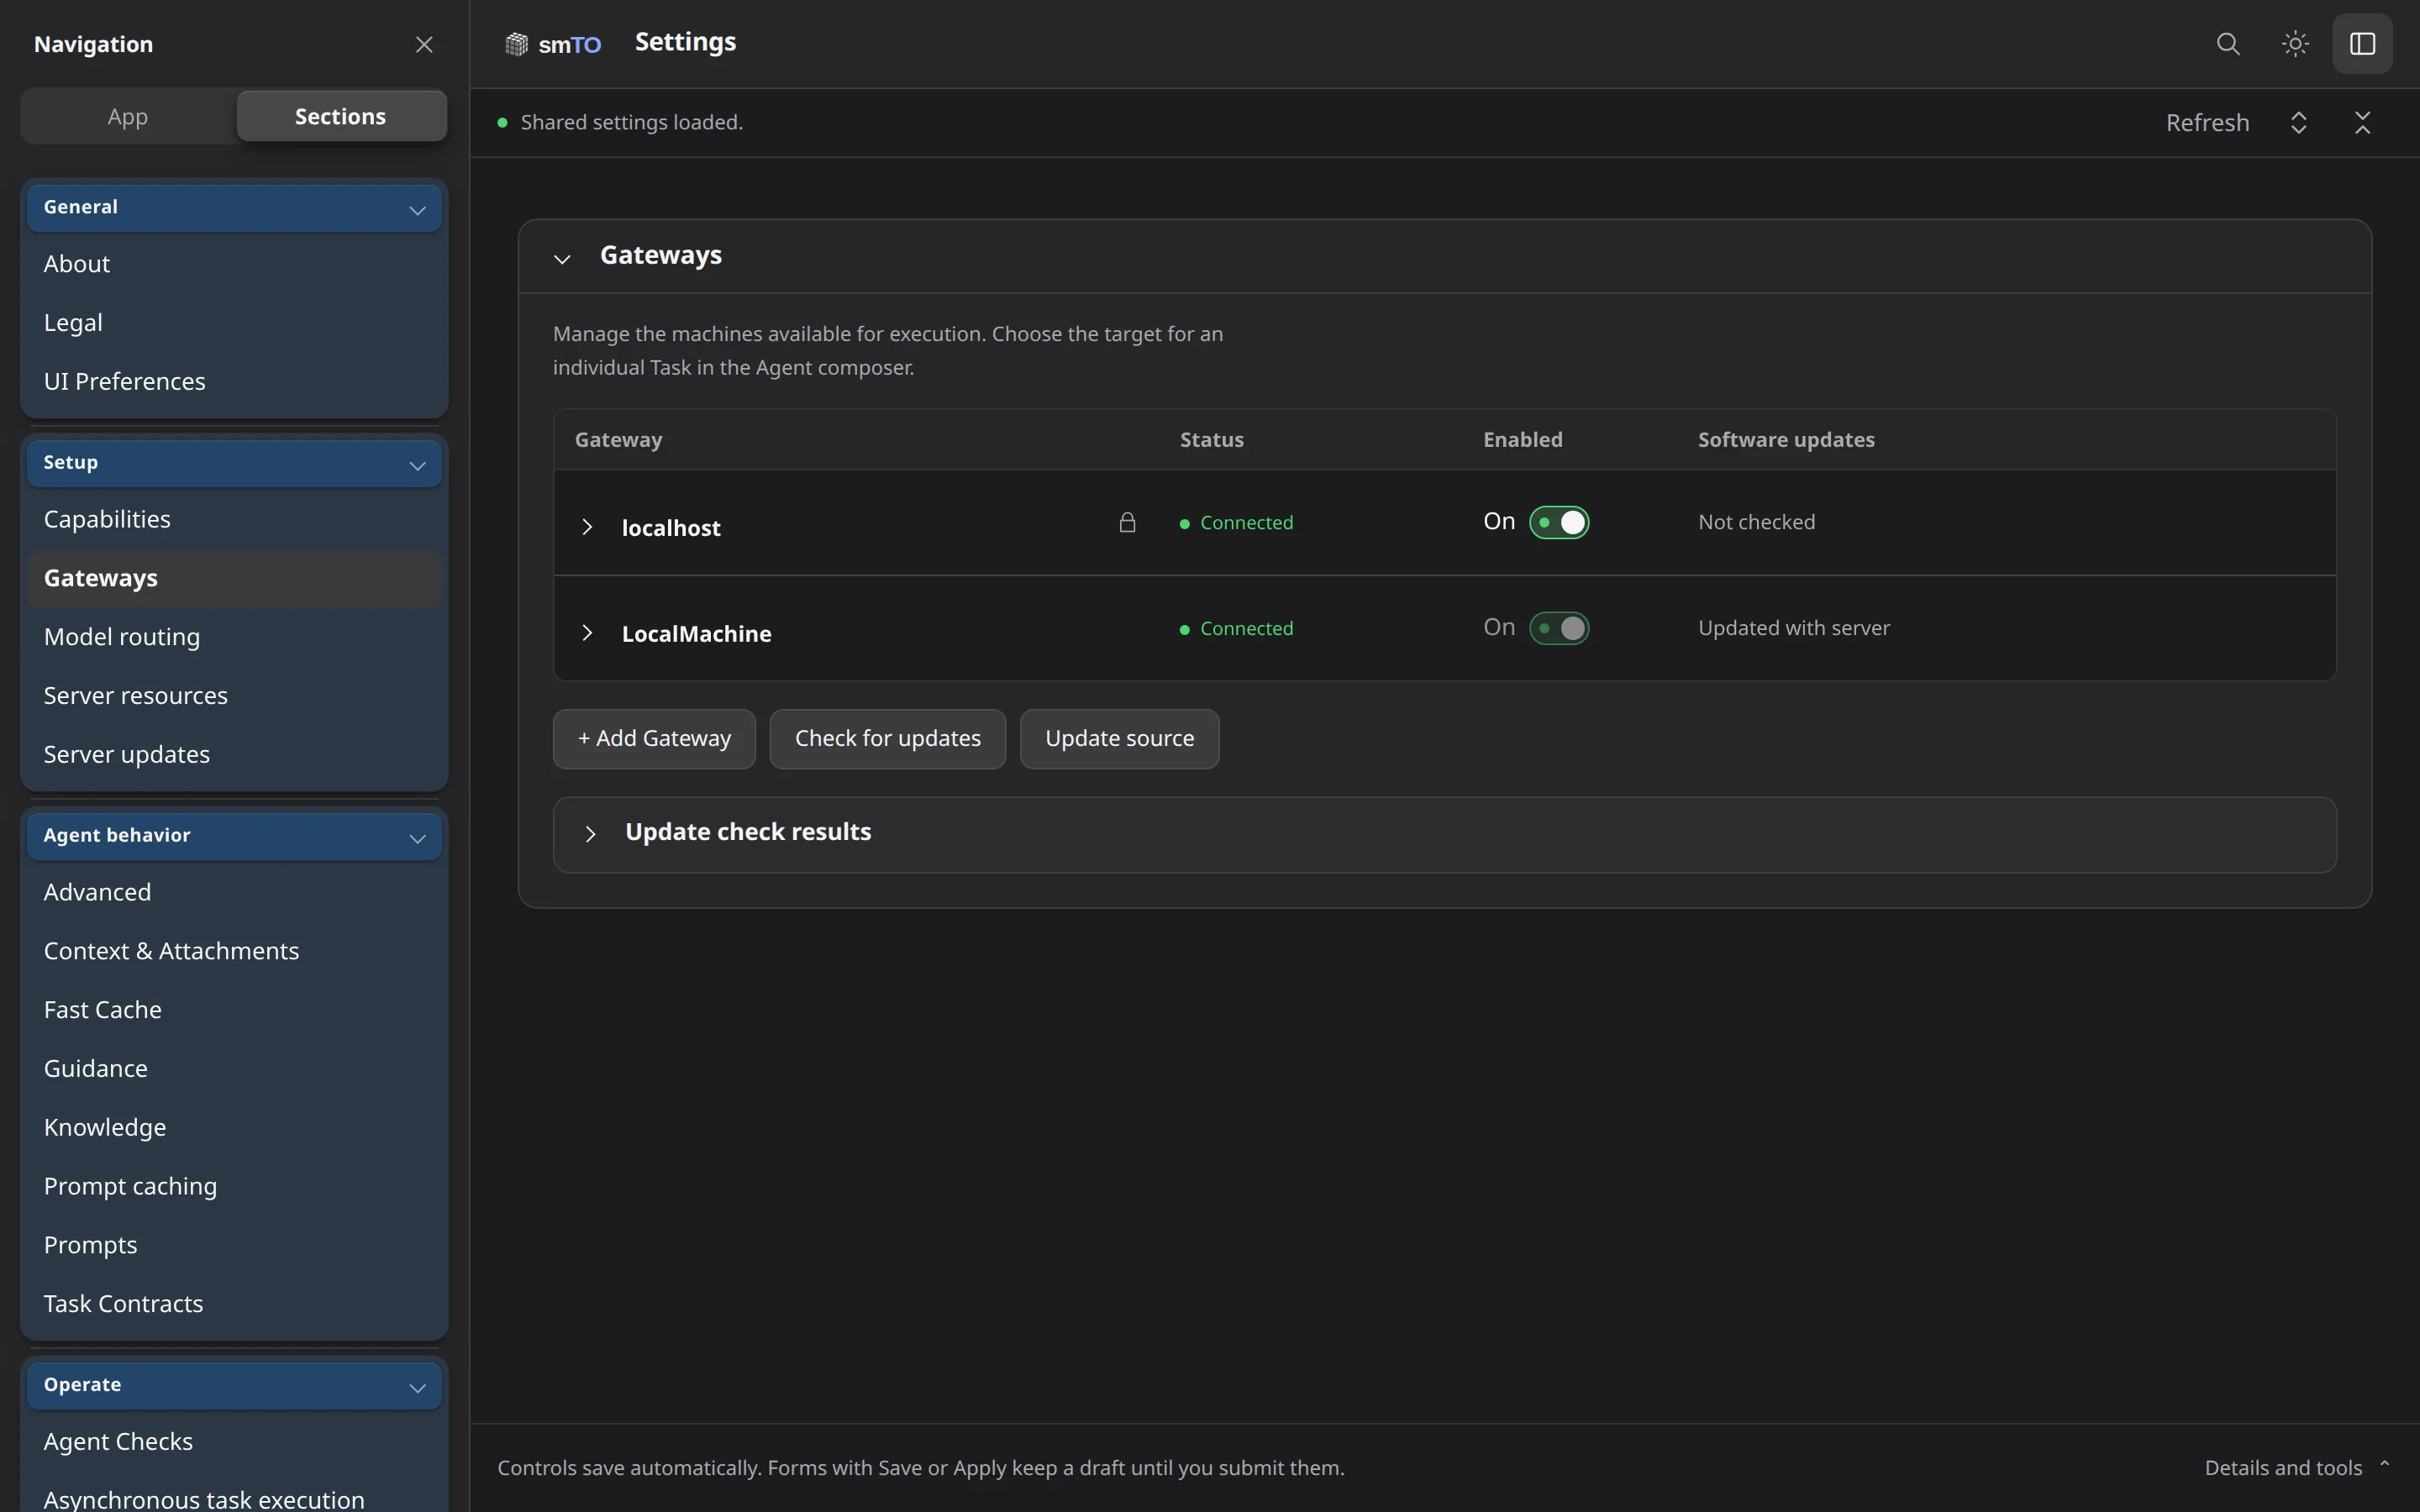 Navigation
App
Sections
General
About
Legal
UI Preferences
Setup
Capabilities
Gateways
Model routing
Server resources
Server updates
Agent behavior
Advanced
Context & Attachments
Fast Cache
Guidance
Knowledge
Prompt caching
Prompts
Task Contracts
Operate
Agent Checks
Asynchronous task execution
smTO
Settings
Shared settings loaded.
Refresh
Gateways
Manage the machines available for execution. Choose the target for an
individual Task in the Agent composer.
Gateway Status Enabled Software updates
localhost Connected On Not checked
LocalMachine Connected On Updated with server
+ Add Gateway
Check for updates
Update source
Update check results
Controls save automatically. Forms with Save or Apply keep a draft until you submit them.
Details and tools